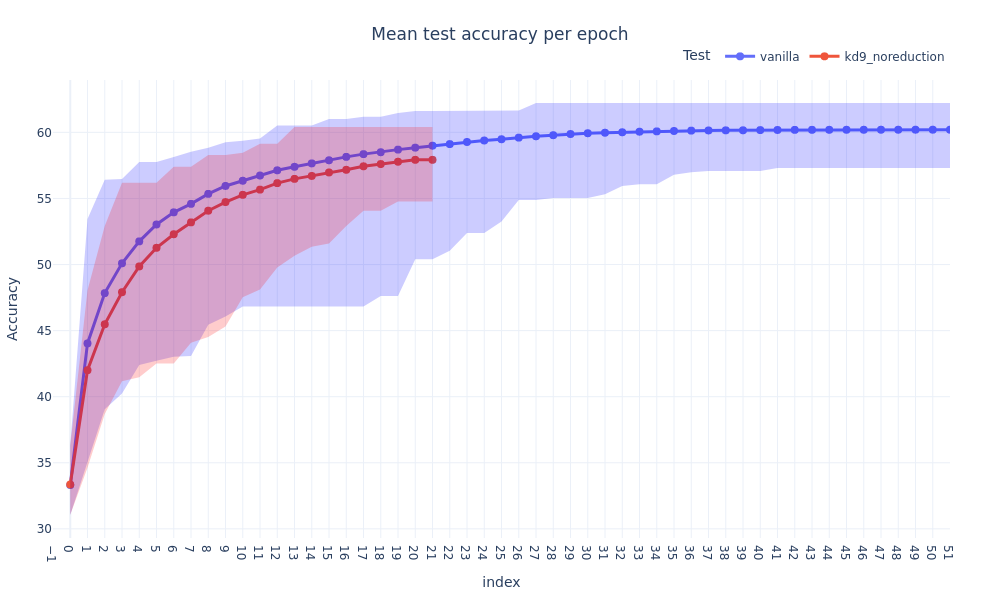 Mean test accuracy per epoch
Test vanilla kd9_noreduction
Accuracy
60
55
50
45
40
35
30
−1 0 1 2 3 4 5 6 7 8 9 10 11 12 13 14 15 16 17 18 19 20 21 22 23 24 25 26 27 28 29 30 31 32 33 34 35 36 37 38 39 40 41 42 43 44 45 46 47 48 49 50 51
index